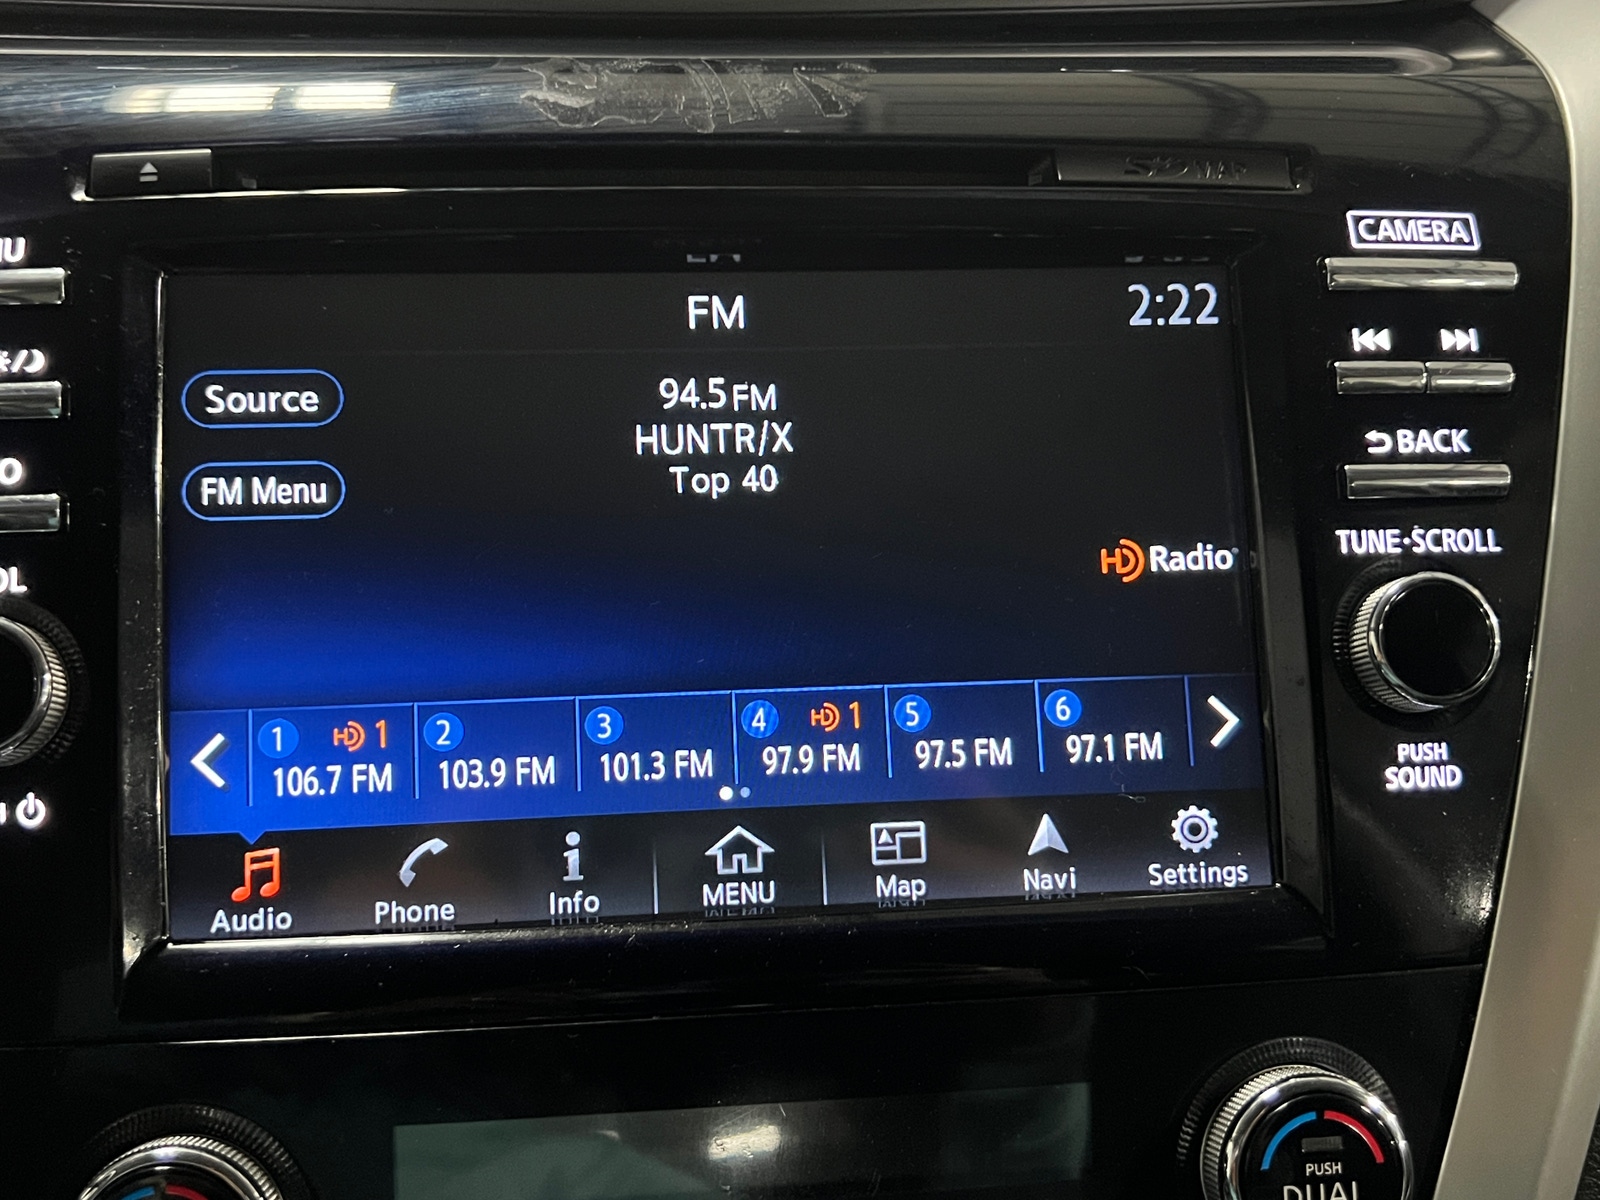 CAMERA
FM
2:22
Source
94.5 FM
HUNTR/X
Top 40
FM Menu
BACK
TUNE·SCROLL
HD Radio
1 HD 1
106.7 FM
2
103.9 FM
3
101.3 FM
4 HD 1
97.9 FM
5
97.5 FM
6
97.1 FM
PUSH
SOUND
Audio
Phone
Info
MENU
Map
Navi
Settings
PUSH
DUAL